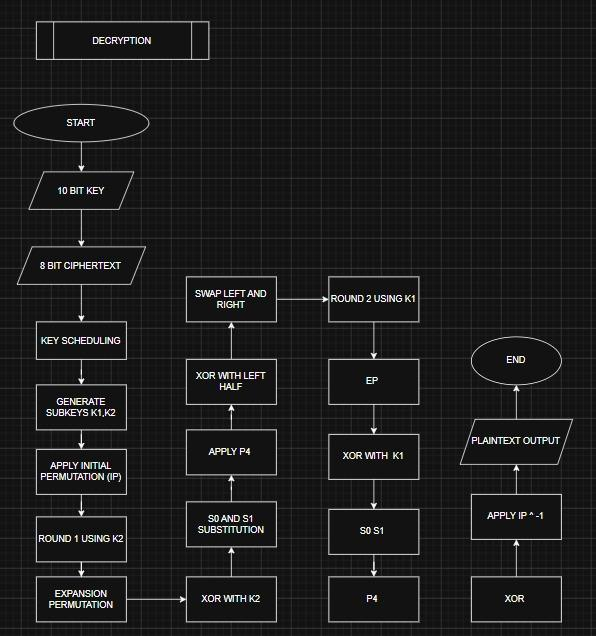 DECRYPTION
START
10 BIT KEY
8 BIT CIPHERTEXT
KEY SCHEDULING
GENERATE
SUBKEYS K1,K2
APPLY INITIAL
PERMUTATION (IP)
ROUND 1 USING K2
EXPANSION
PERMUTATION
XOR WITH K2
S0 AND S1
SUBSTITUTION
APPLY P4
XOR WITH LEFT
HALF
SWAP LEFT AND
RIGHT
ROUND 2 USING K1
EP
XOR WITH K1
S0 S1
P4
XOR
APPLY IP ^ -1
PLAINTEXT OUTPUT
END